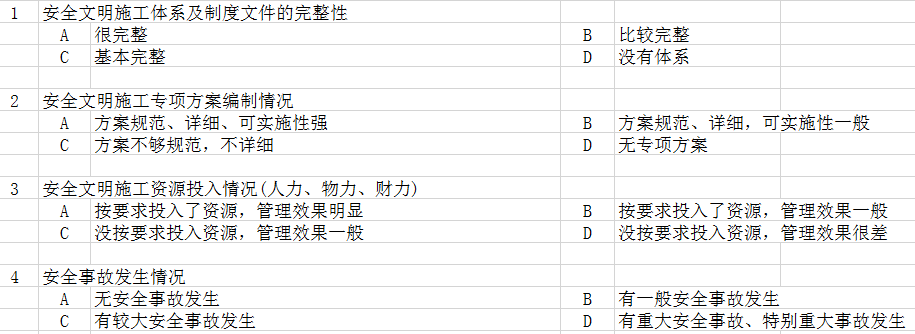 1 安全文明施工体系及制度文件的完整性
A 很完整 B 比较完整
C 基本完整 D 没有体系
2 安全文明施工专项方案编制情况
A 方案规范、详细、可实施性强 B 方案规范、详细，可实施性一般
C 方案不够规范，不详细 D 无专项方案
3 安全文明施工资源投入情况(人力、物力、财力)
A 按要求投入了资源，管理效果明显 B 按要求投入了资源，管理效果一般
C 没按要求投入资源，管理效果一般 D 没按要求投入资源，管理效果很差
4 安全事故发生情况
A 无安全事故发生 B 有一般安全事故发生
C 有较大安全事故发生 D 有重大安全事故、特别重大事故发生